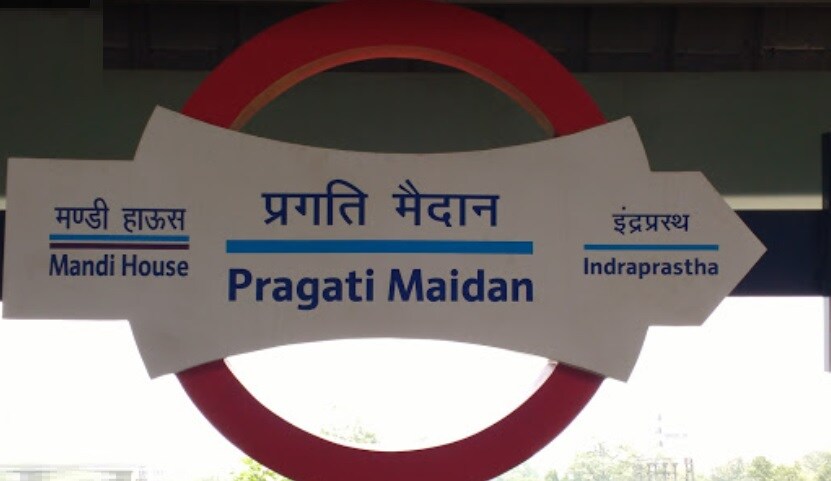 मण्डी हाऊस
Mandi House
प्रगति मैदान
Pragati Maidan
इंद्रप्रस्थ
Indraprastha